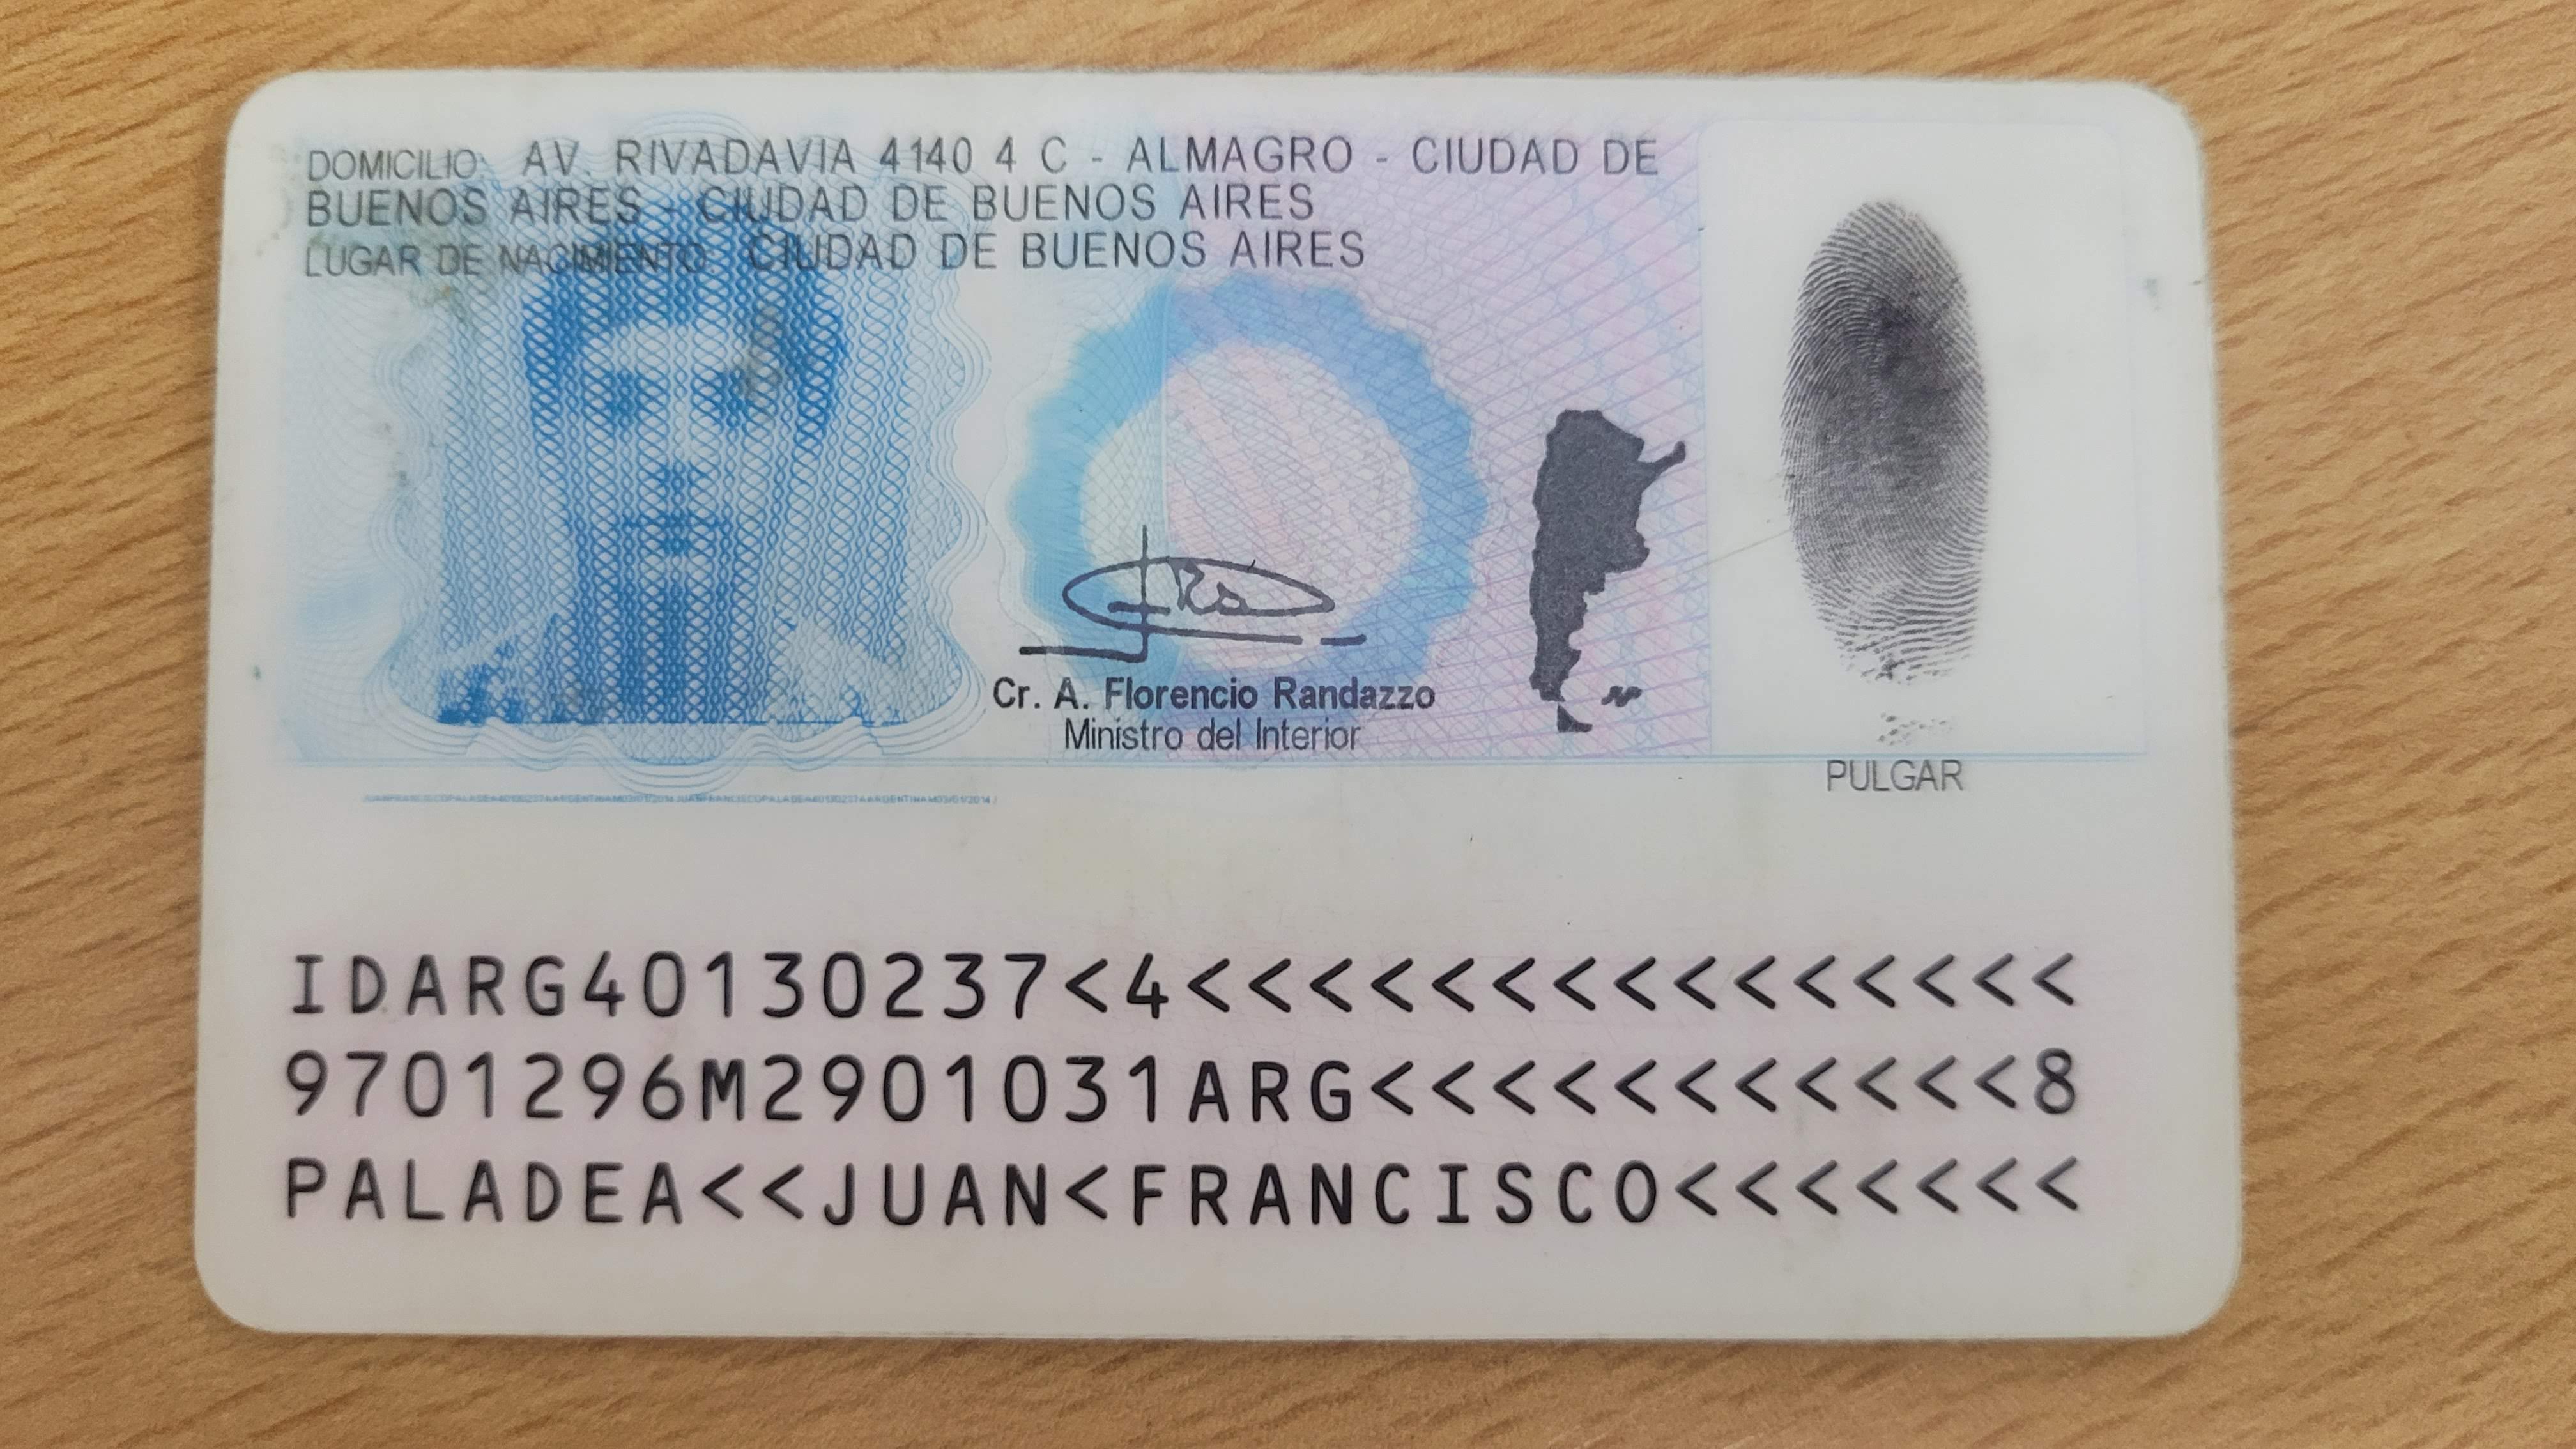 DOMICILIO: AV. RIVADAVIA 4140 4 C - ALMAGRO - CIUDAD DE
BUENOS AIRES - CIUDAD DE BUENOS AIRES
LUGAR DE NACIMIENTO: CIUDAD DE BUENOS AIRES
Cr. A. Florencio Randazzo
Ministro del Interior
PULGAR
IDARG40130237<4<<<<<<<<<<<<<<<
9701296M2901031ARG<<<<<<<<<<<8
PALADEA<<JUAN<FRANCISCO<<<<<<<